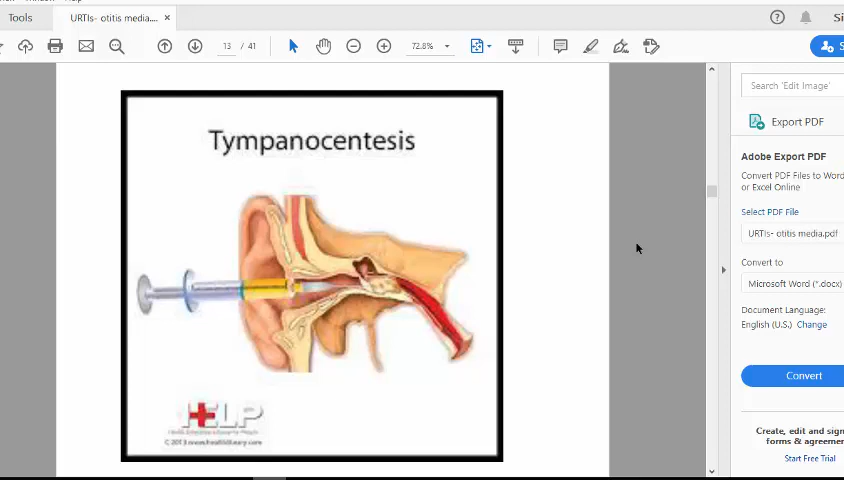 Tools
URTIs- otitis media.... ×
13 / 41
72.8%
Search 'Edit Image'
Export PDF
Adobe Export PDF
Convert PDF Files to Word
or Excel Online
Select PDF File
URTIs- otitis media.pdf
Convert to
Microsoft Word (*.docx)
Document Language:
English (U.S.) Change
Convert
Create, edit and sign
forms & agreemen
Start Free Trial
Tympanocentesis
HELP